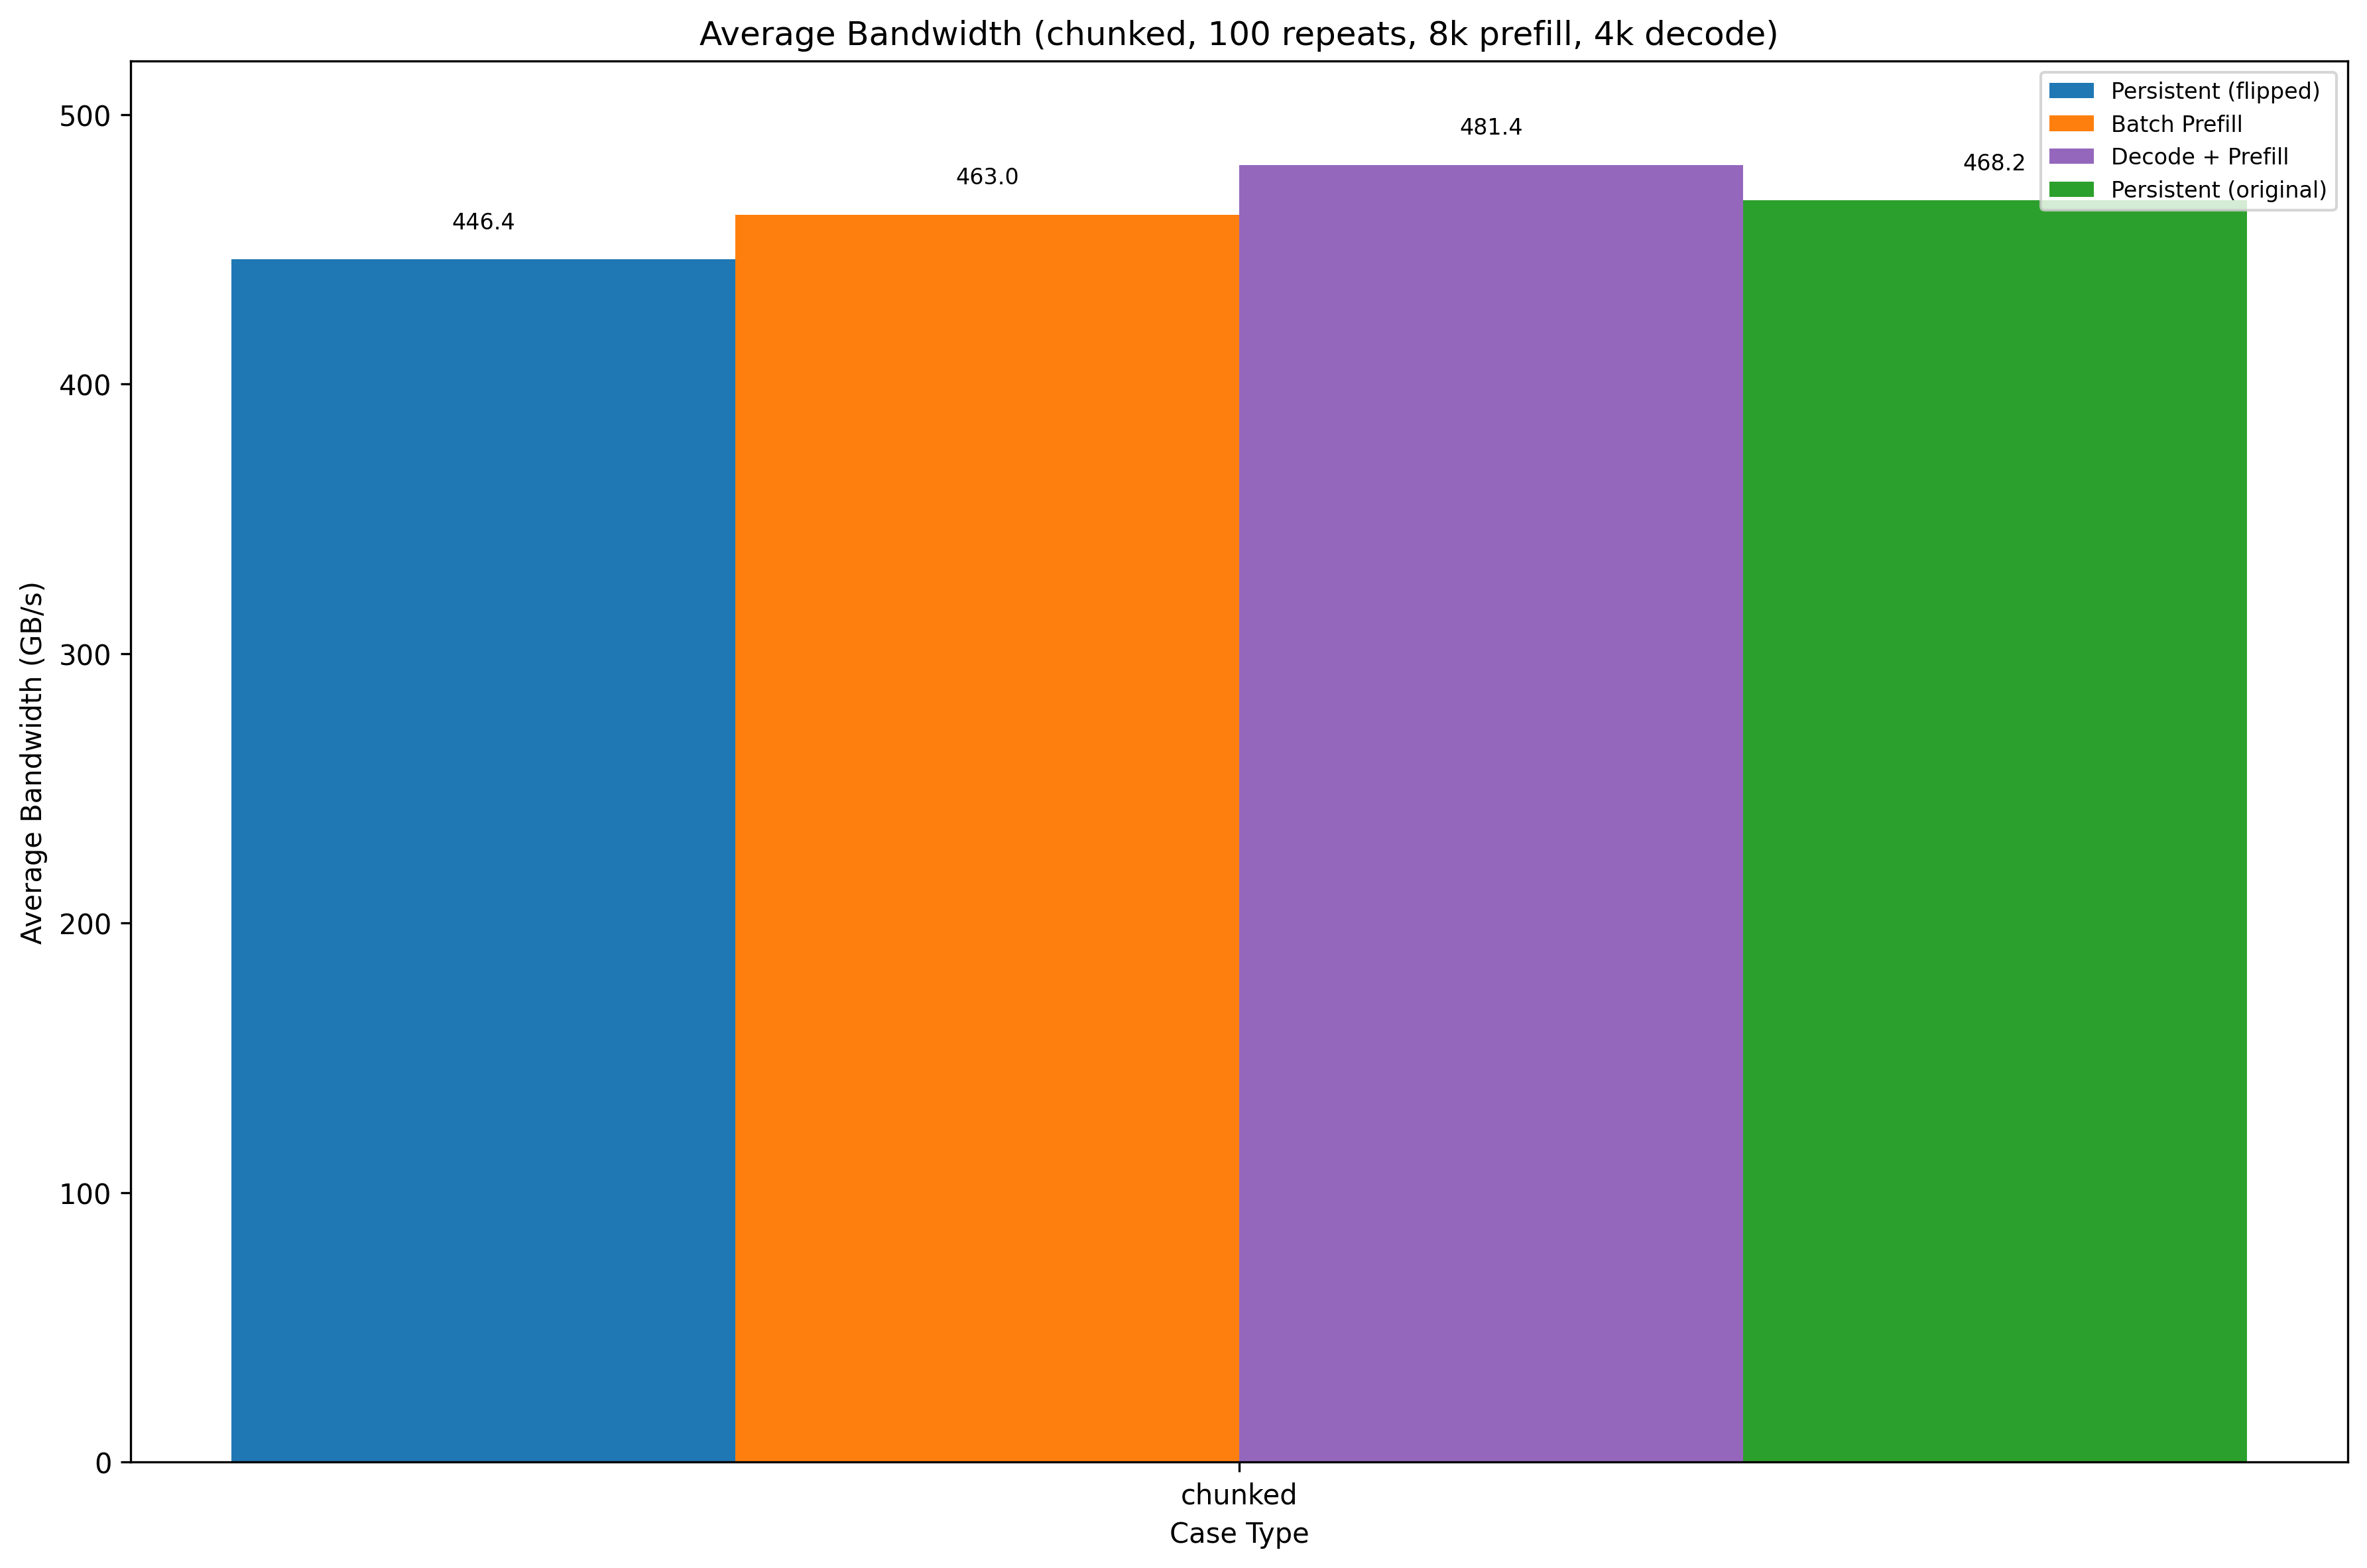 Average Bandwidth (chunked, 100 repeats, 8k prefill, 4k decode)
Persistent (flipped)
Batch Prefill
Decode + Prefill
Persistent (original)
446.4
463.0
481.4
468.2
500
400
300
200
100
0
Average Bandwidth (GB/s)
chunked
Case Type